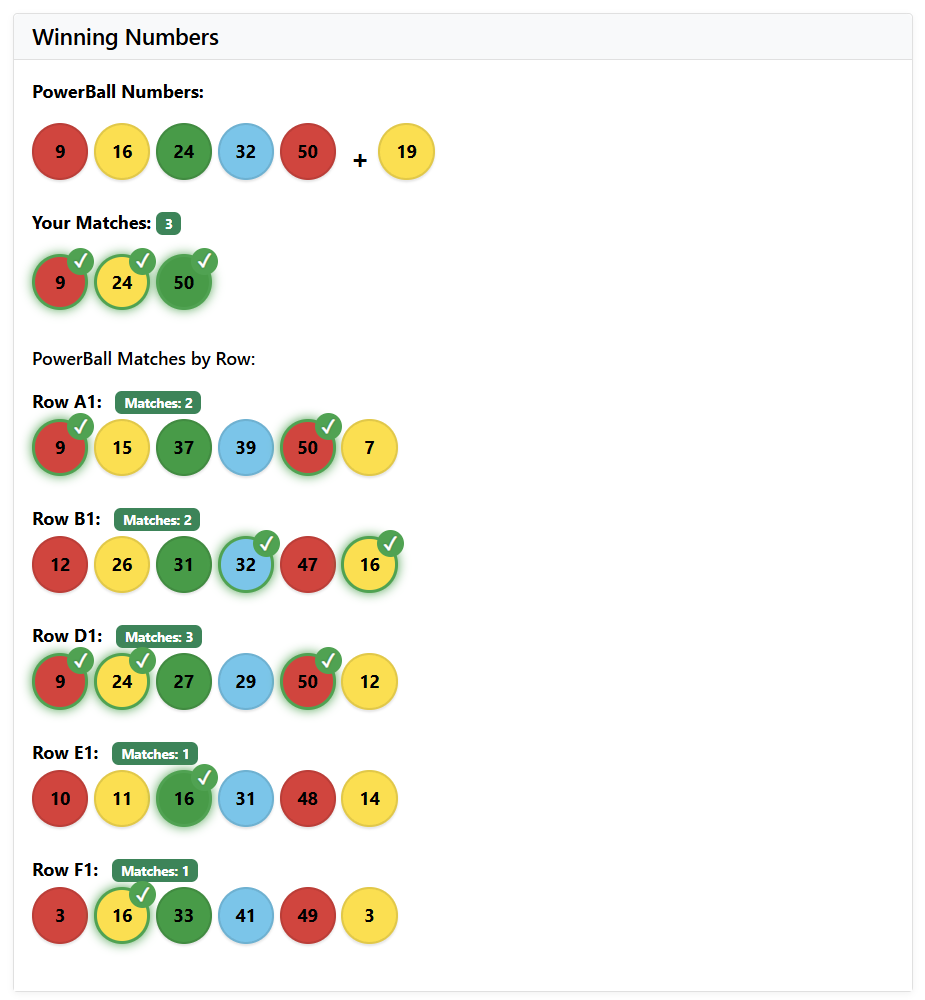 Winning Numbers
PowerBall Numbers:
9 16 24 32 50 + 19
Your Matches: 3
9 24 50
PowerBall Matches by Row:
Row A1: Matches: 2
9 15 37 39 50 7
Row B1: Matches: 2
12 26 31 32 47 16
Row D1: Matches: 3
9 24 27 29 50 12
Row E1: Matches: 1
10 11 16 31 48 14
Row F1: Matches: 1
3 16 33 41 49 3